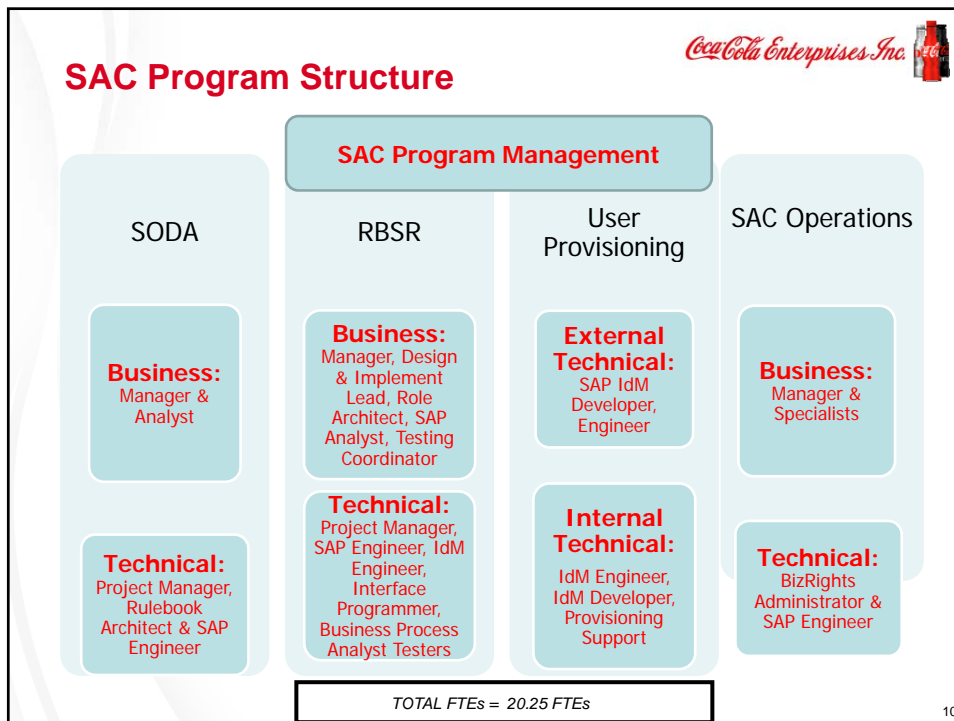 Coca-Cola Enterprises Inc.
SAC Program Structure
SAC Program Management
SODA
Business:
Manager &
Analyst
Technical:
Project Manager,
Rulebook
Architect & SAP
Engineer
RBSR
Business:
Manager, Design
& Implement
Lead, Role
Architect, SAP
Analyst, Testing
Coordinator
Technical:
Project Manager,
SAP Engineer, IdM
Engineer,
Interface
Programmer,
Business Process
Analyst Testers
User
Provisioning
External
Technical:
SAP IdM
Developer,
Engineer
Internal
Technical:
IdM Engineer,
IdM Developer,
Provisioning
Support
SAC Operations
Business:
Manager &
Specialists
Technical:
BizRights
Administrator &
SAP Engineer
TOTAL FTEs = 20.25 FTEs